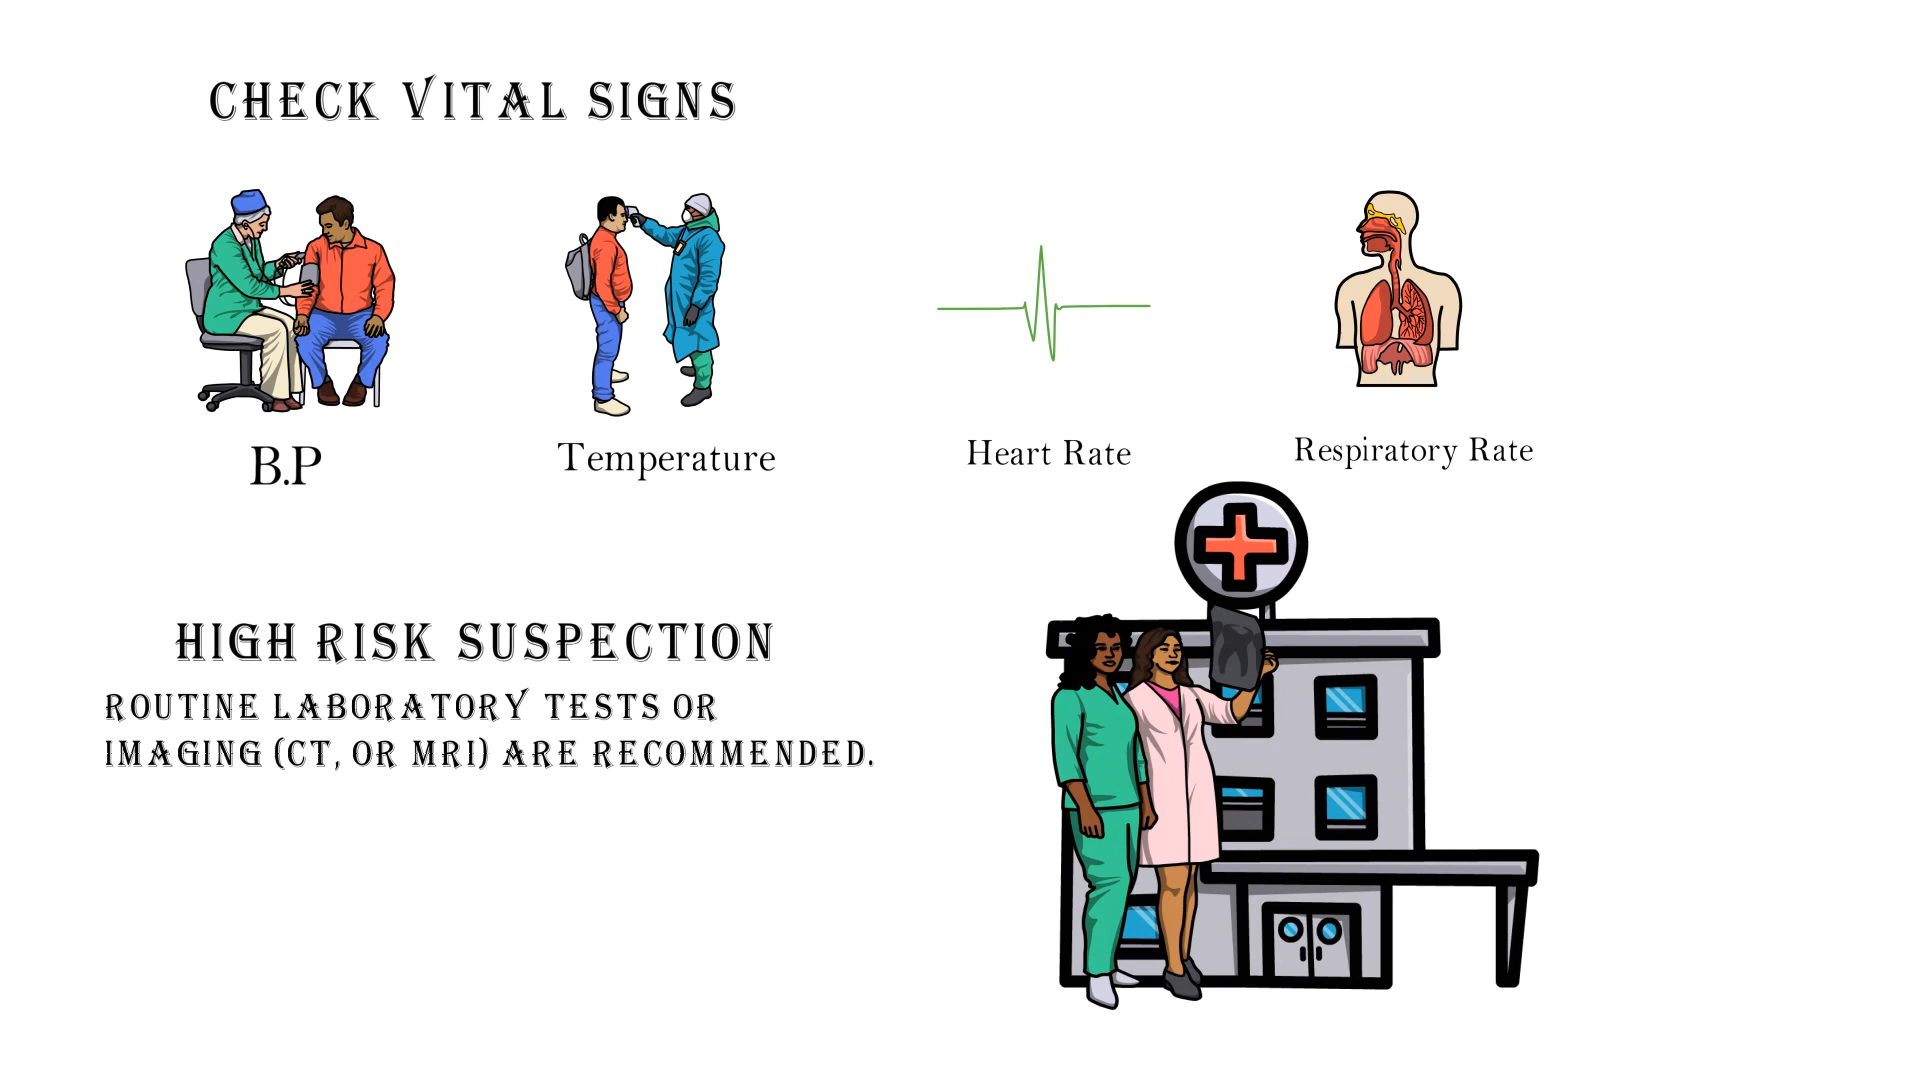 CHECK VITAL SIGNS
B.P
Temperature
Heart Rate
Respiratory Rate
HIGH RISK SUSPECTION
ROUTINE LABORATORY TESTS OR
IMAGING (CT, OR MRI) ARE RECOMMENDED.